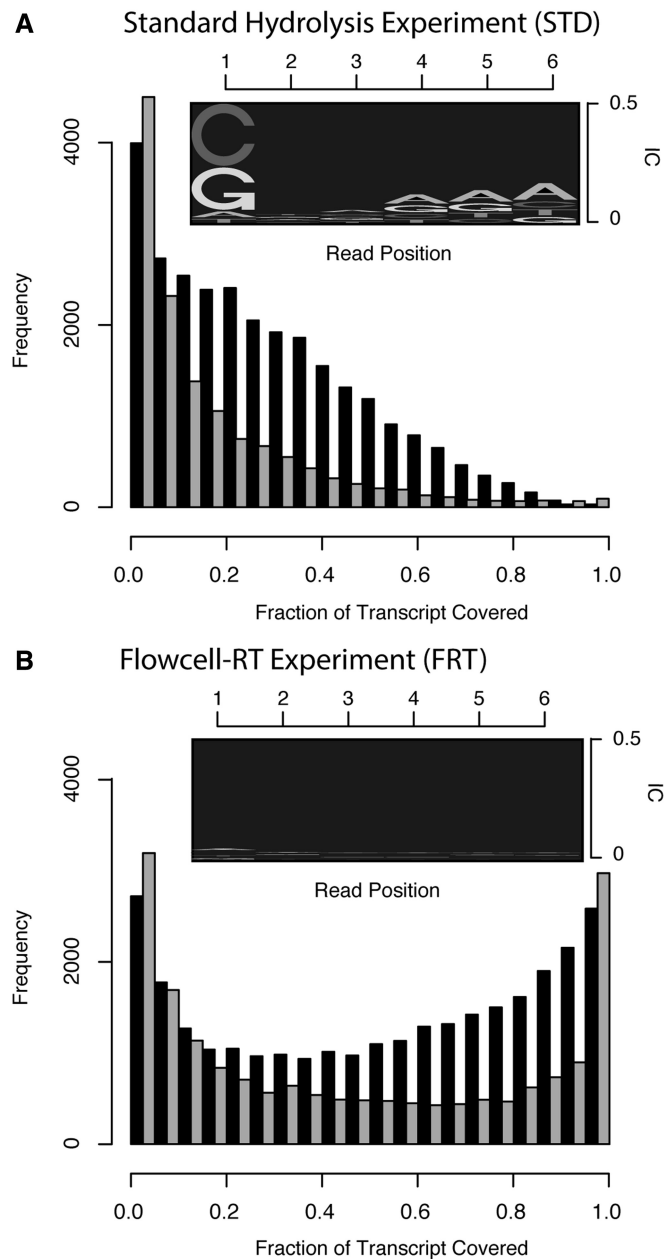 A Standard Hydrolysis Experiment (STD)
1 2 3 4 5 6
0.5
C
G
IC
0
Read Position
4000
2000
0
Frequency
0.0 0.2 0.4 0.6 0.8 1.0
Fraction of Transcript Covered
B Flowcell-RT Experiment (FRT)
1 2 3 4 5 6
0.5
IC
0
Read Position
4000
2000
0
Frequency
0.0 0.2 0.4 0.6 0.8 1.0
Fraction of Transcript Covered